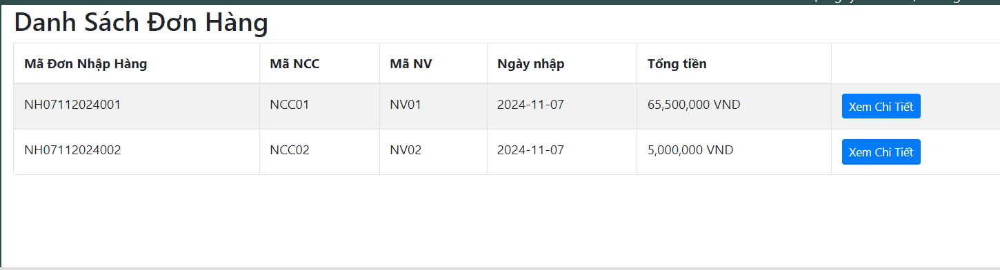 Danh Sách Đơn Hàng
Mã Đơn Nhập Hàng Mã NCC Mã NV Ngày nhập Tổng tiền
NH07112024001 NCC01 NV01 2024-11-07 65,500,000 VND Xem Chi Tiết
NH07112024002 NCC02 NV02 2024-11-07 5,000,000 VND Xem Chi Tiết